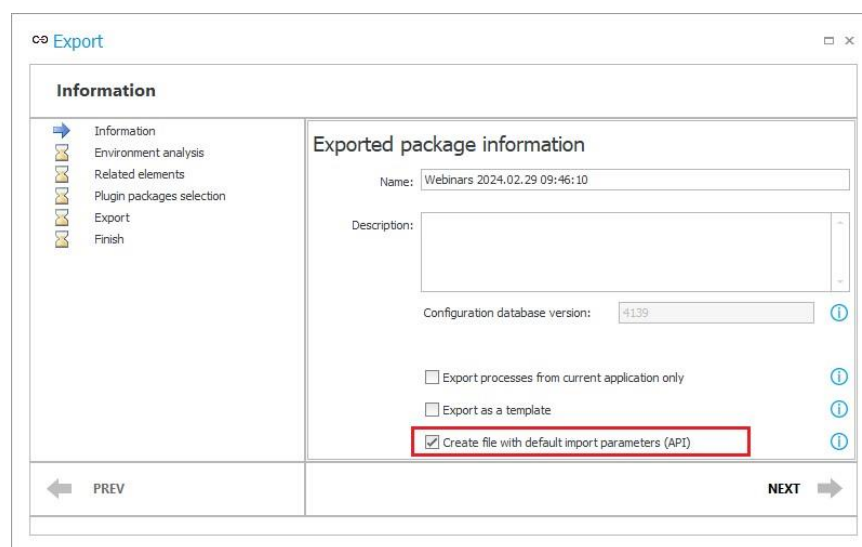 Export
Information
Information
Environment analysis
Related elements
Plugin packages selection
Export
Finish
Exported package information
Name: Webinars 2024.02.29 09:46:10
Description:
Configuration database version: 4139
Export processes from current application only
Export as a template
Create file with default import parameters (API)
PREV
NEXT